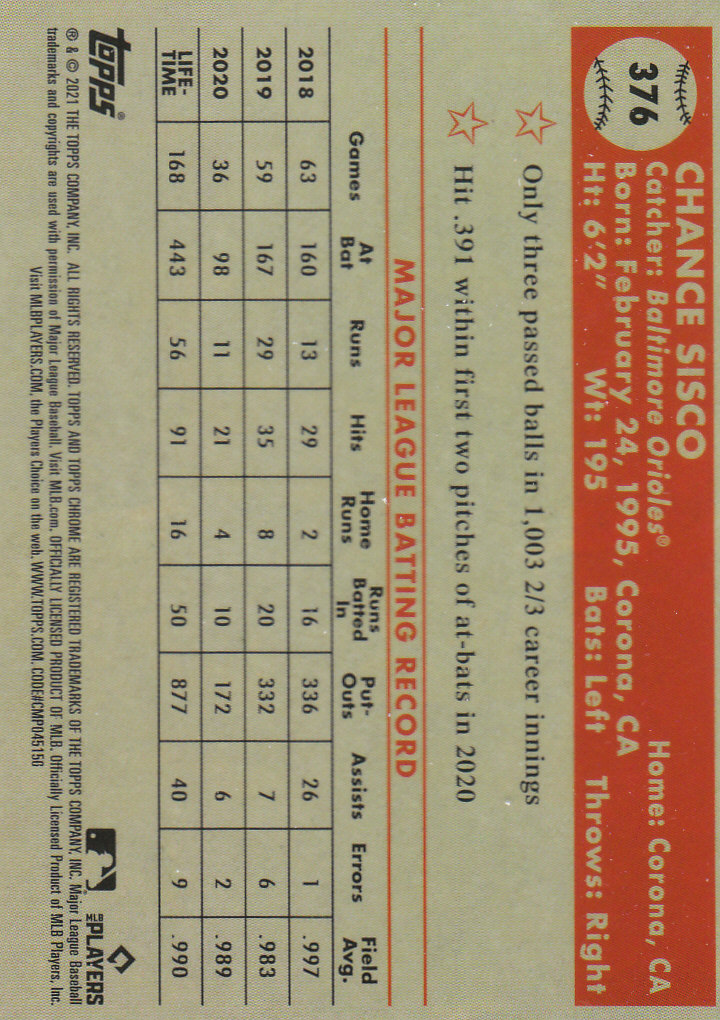 376
CHANCE SISCO
Catcher: Baltimore Orioles® Home: Corona, CA
Born: February 24, 1995, Corona, CA
Ht: 6'2" Wt: 195 Bats: Left Throws: Right
Only three passed balls in 1,003 2/3 career innings
Hit .391 within first two pitches of at-bats in 2020
MAJOR LEAGUE BATTING RECORD
Games At Bat Runs Hits Home Runs Runs Batted In Put-Outs Assists Errors Field Avg.
2018 63 160 13 29 2 16 336 26 1 .997
2019 59 167 29 35 8 20 332 7 6 .983
2020 36 98 11 21 4 10 172 6 2 .989
LIFE-TIME 168 443 56 91 16 50 877 40 9 .990
topps®
MLB PLAYERS
® & © 2021 THE TOPPS COMPANY, INC. ALL RIGHTS RESERVED. TOPPS AND TOPPS CHROME ARE REGISTERED TRADEMARKS OF THE TOPPS COMPANY, INC. Major League Baseball
trademarks and copyrights are used with permission of Major League Baseball. Visit MLB.com. OFFICIALLY LICENSED PRODUCT OF MLB. Officially Licensed Product of MLB Players, Inc.
Visit MLBPLAYERS.COM, the Players Choice on the web. WWW.TOPPS.COM. CODE#CMP045156